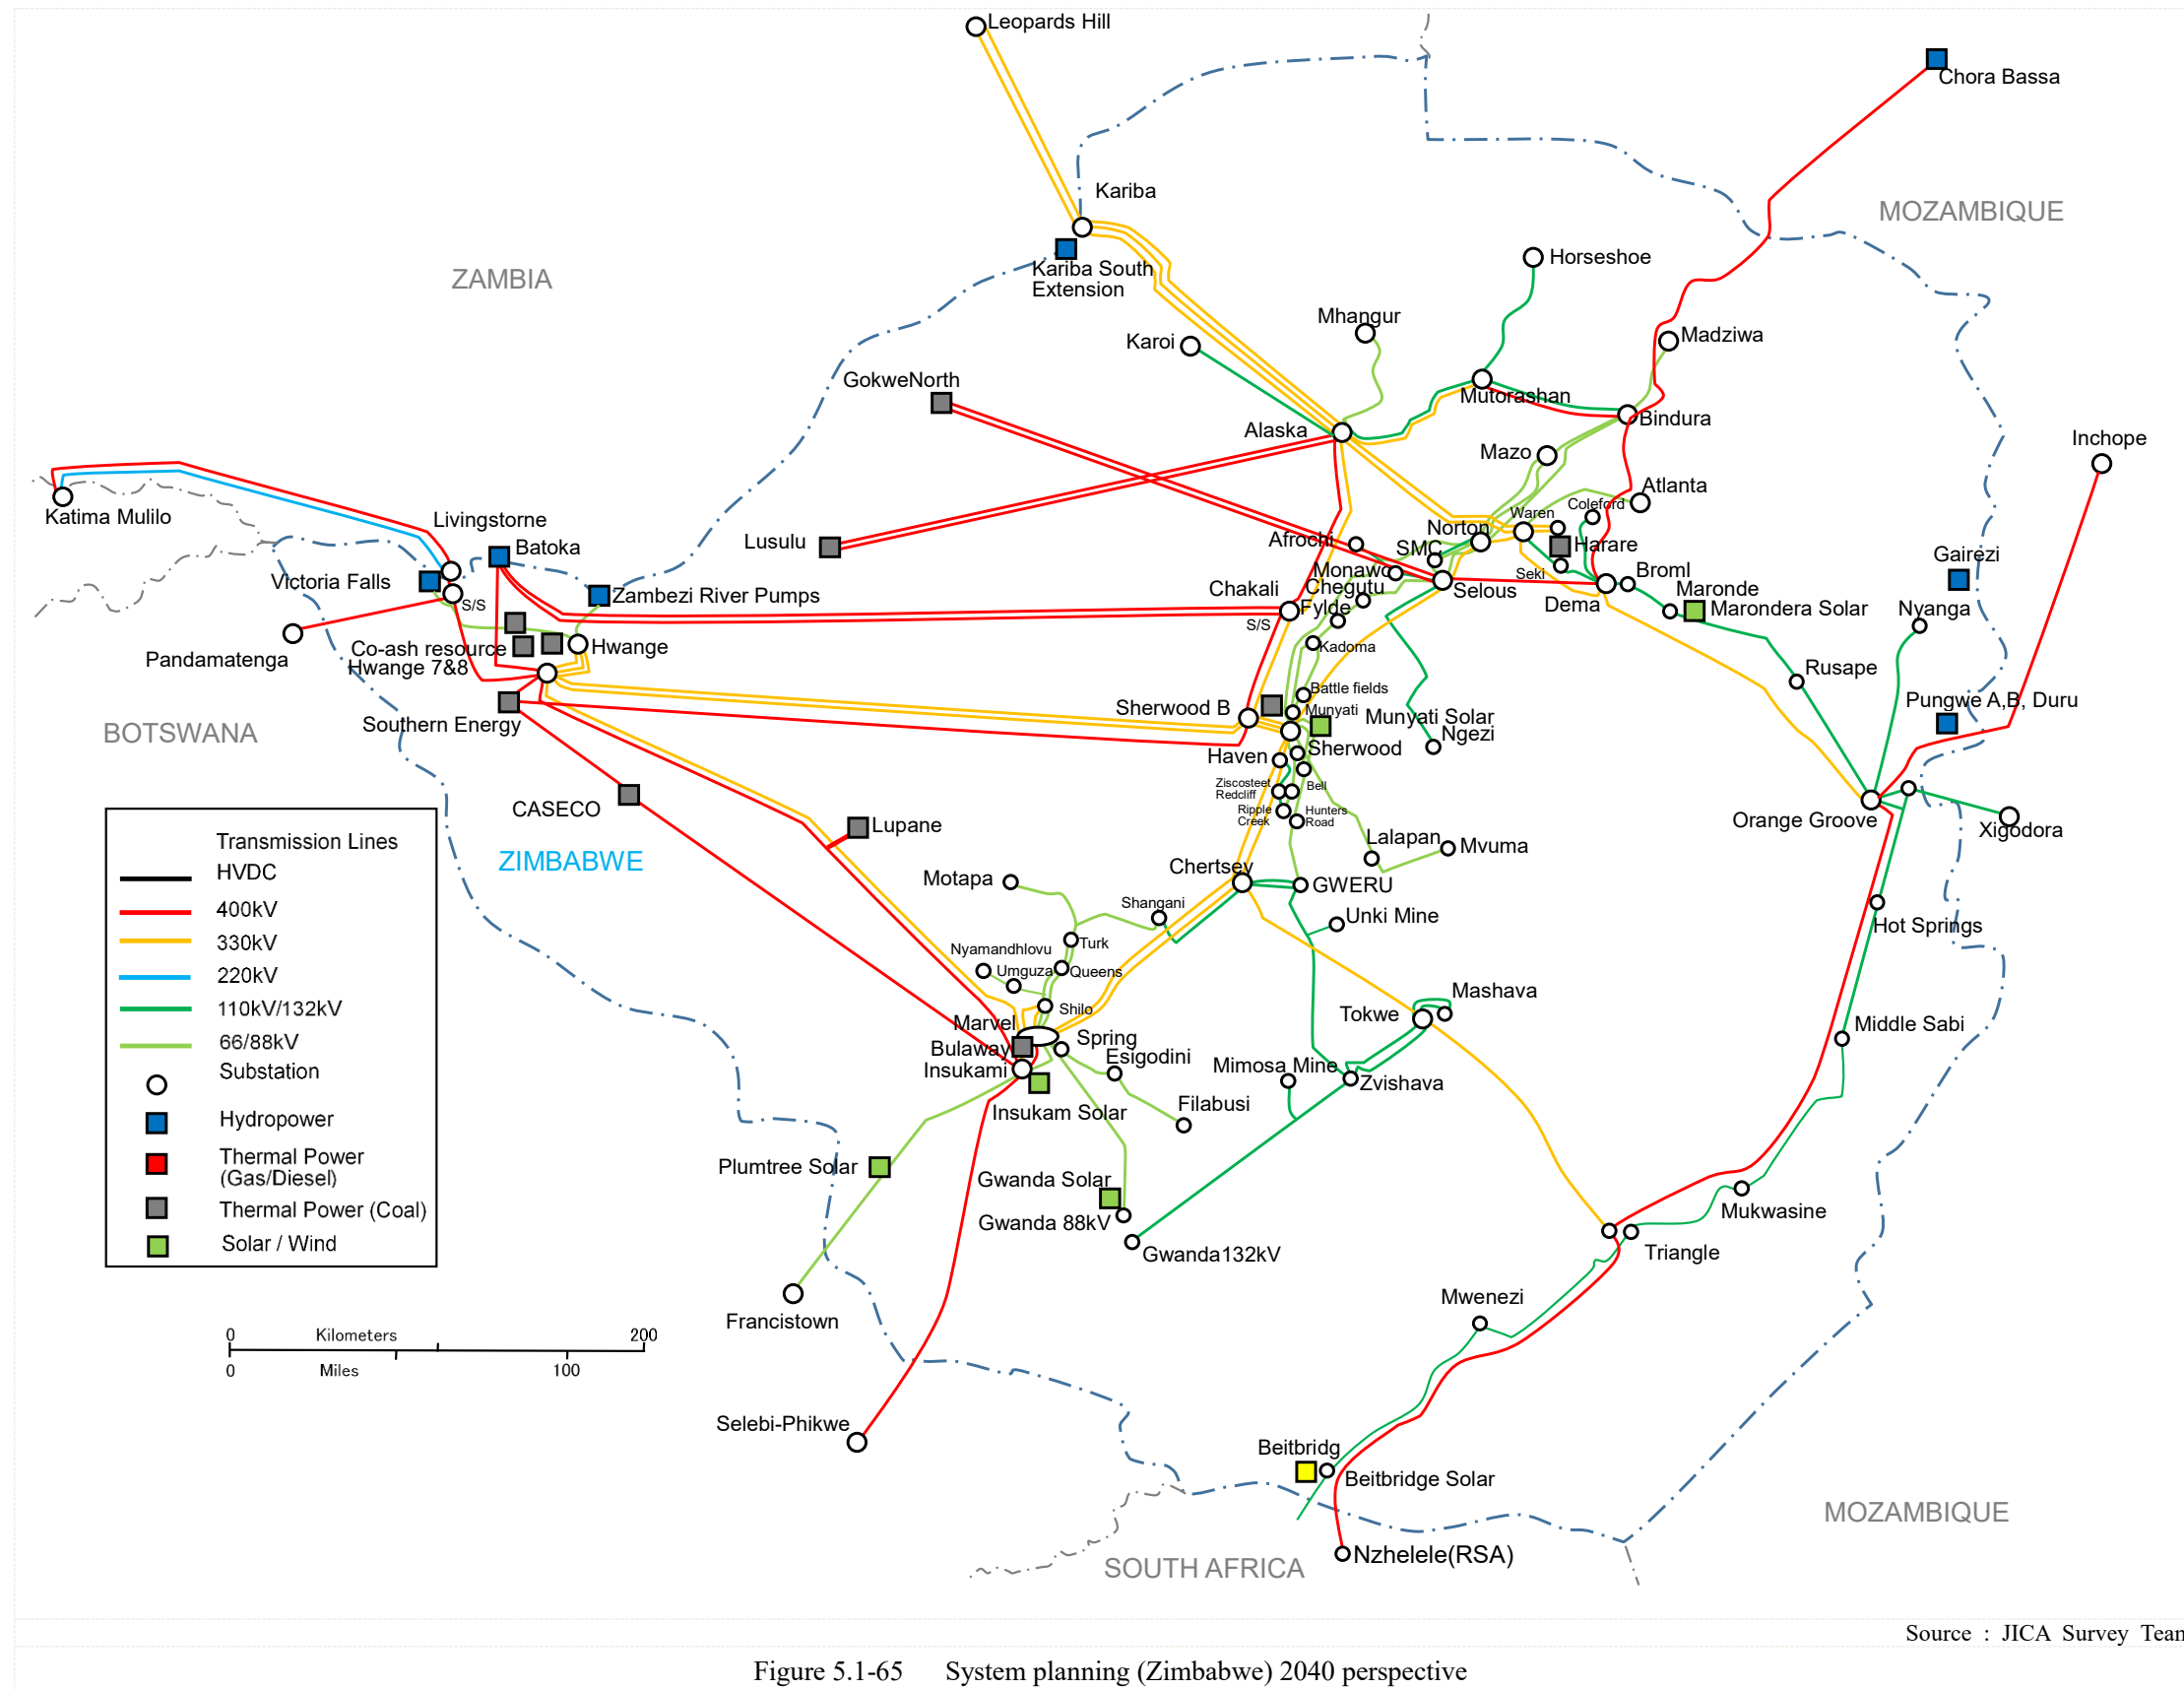 Leopards Hill
Chora Bassa
Kariba
MOZAMBIQUE
ZAMBIA
Kariba South
Extension
Horseshoe
Mhangur
Karoi
Madziwa
GokweNorth
Mutorashan
Bindura
Alaska
Inchope
Mazo
Atlanta
Coleford
Waren
Katima Mulilo
Livingstorne
Norton
Batoka
Lusulu
Afrochi
SMC
Harare
Gairezi
Victoria Falls
Monawo
Seki
Broml
Chakali
Chegutu
Selous
Maronde
Zambezi River Pumps
S/S
Fylde
Dema
Marondera Solar
Nyanga
S/S
Co-ash resource
Hwange
Kadoma
Pandamatenga
Hwange 7&8
Rusape
Battle fields
Pungwe A,B, Duru
Sherwood B
Munyati
Munyati Solar
Southern Energy
BOTSWANA
Ngezi
Haven
Sherwood
Ziscosteet
Redcliff
Bell
CASECO
Ripple
Creek
Hunters
Road
Orange Groove
Xigodora
Lupane
Lalapan
Mvuma
ZIMBABWE
Chertsey
Motapa
GWERU
Shangani
Unki Mine
Hot Springs
Turk
Nyamandhlovu
Umguza
Queens
Mashava
Shilo
Tokwe
Marvel
Middle Sabi
Spring
Bulaway
Esigodini
Mimosa Mine
Insukami
Zvishava
Insukam Solar
Filabusi
Plumtree Solar
Gwanda Solar
Mukwasine
Gwanda 88kV
Gwanda132kV
Triangle
Francistown
Mwenezi
Selebi-Phikwe
Beitbridg
Beitbridge Solar
MOZAMBIQUE
Nzhelele(RSA)
SOUTH AFRICA
Transmission Lines
HVDC
400kV
330kV
220kV
110kV/132kV
66/88kV
Substation
Hydropower
Thermal Power
(Gas/Diesel)
Thermal Power (Coal)
Solar / Wind
0 Kilometers 200
0 Miles 100
Source : JICA Survey Tean
Figure 5.1-65 System planning (Zimbabwe) 2040 perspective